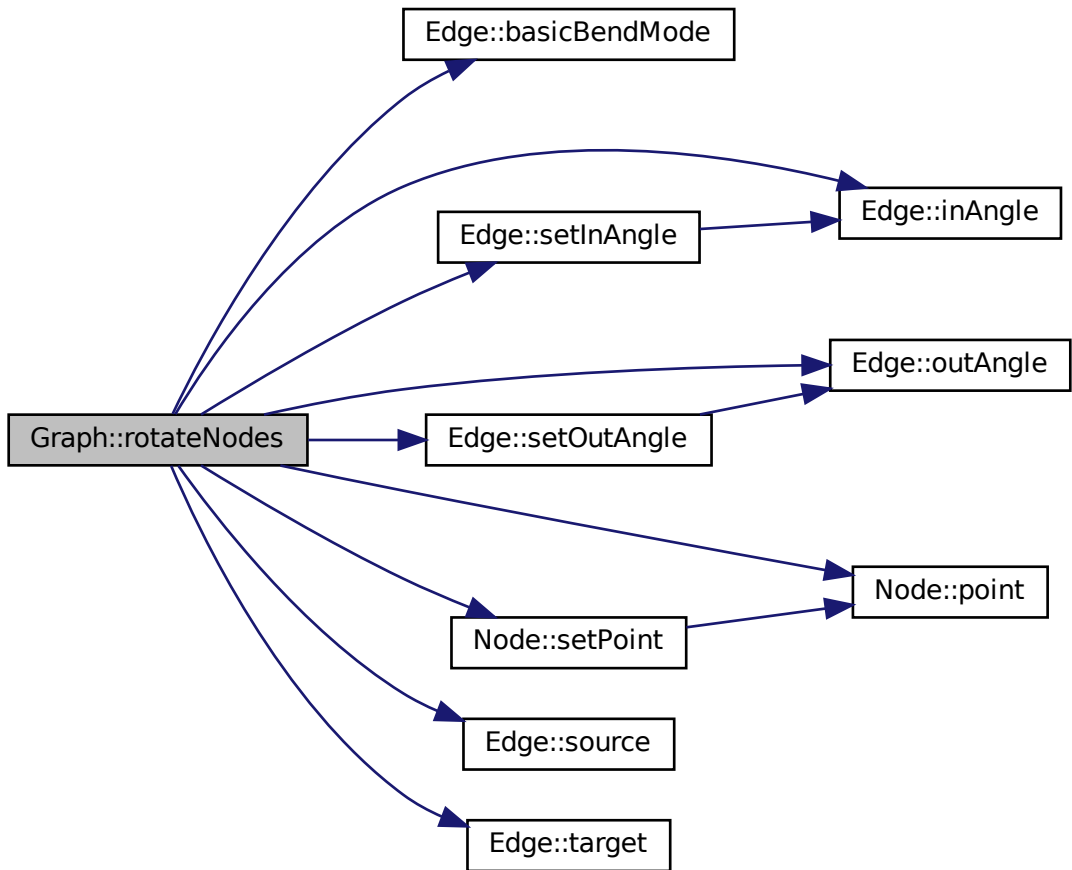 Edge::basicBendMode
Edge::inAngle
Edge::setInAngle
Edge::outAngle
Graph::rotateNodes
Edge::setOutAngle
Node::point
Node::setPoint
Edge::source
Edge::target